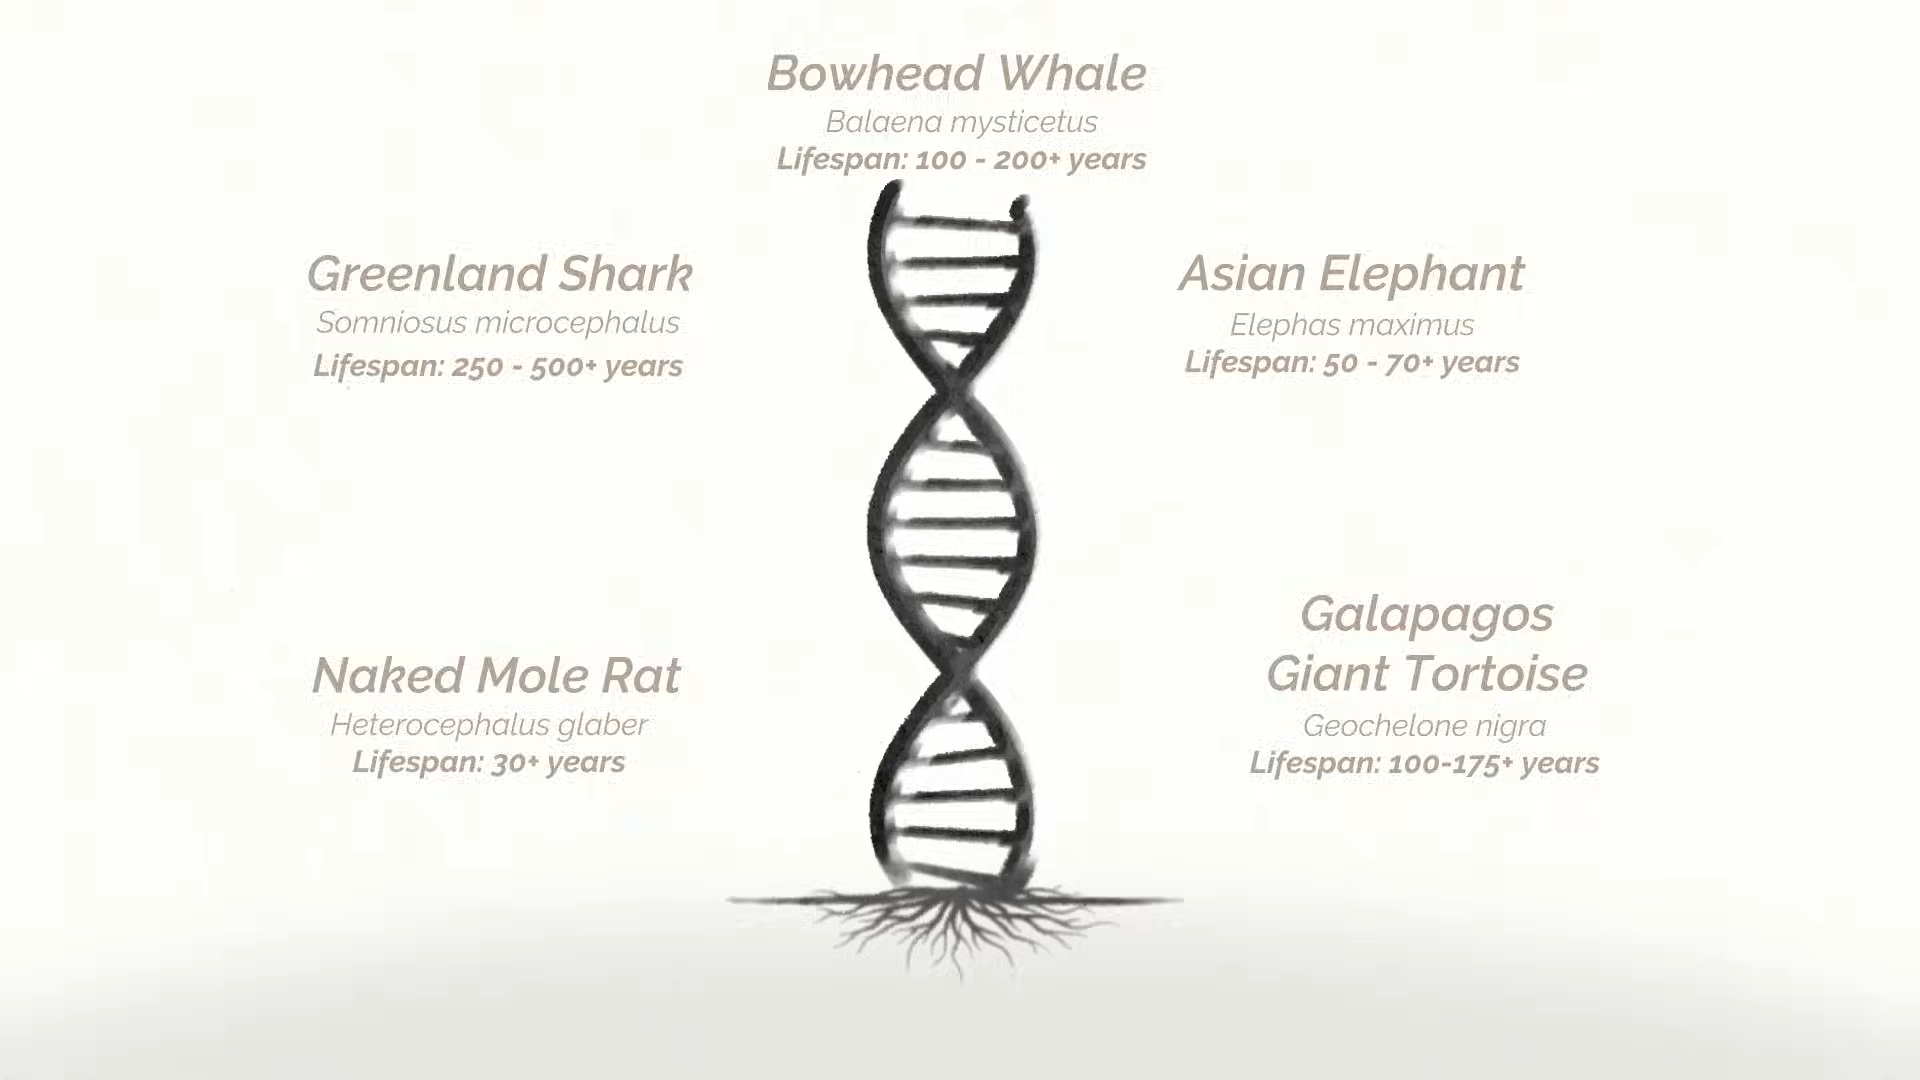 Bowhead Whale
Balaena mysticetus
Lifespan: 100 - 200+ years
Greenland Shark
Somniosus microcephalus
Lifespan: 250 - 500+ years
Asian Elephant
Elephas maximus
Lifespan: 50 - 70+ years
Naked Mole Rat
Heterocephalus glaber
Lifespan: 30+ years
Galapagos
Giant Tortoise
Geochelone nigra
Lifespan: 100-175+ years